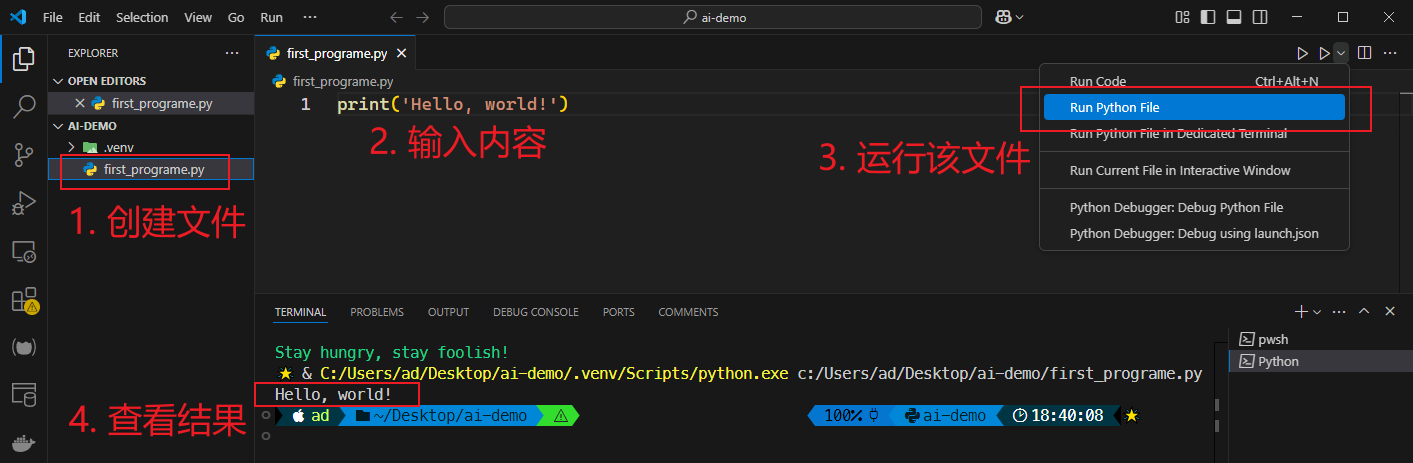 File Edit Selection View Go Run ··· ai-demo
EXPLORER ···
OPEN EDITORS
first_programe.py
AI-DEMO
.venv
first_programe.py
1. 创建文件
first_programe.py
first_programe.py
1 print('Hello, world!')
2. 输入内容
Run Code Ctrl+Alt+N
Run Python File
Run Python File in Dedicated Terminal
Run Current File in Interactive Window
Python Debugger: Debug Python File
Python Debugger: Debug using launch.json
3. 运行该文件
TERMINAL PROBLEMS OUTPUT DEBUG CONSOLE PORTS COMMENTS
Stay hungry, stay foolish!
& C:/Users/ad/Desktop/ai-demo/.venv/Scripts/python.exe c:/Users/ad/Desktop/ai-demo/first_programe.py
Hello, world!
ad ~/Desktop/ai-demo 100% ai-demo 18:40:08
4. 查看结果
pwsh
Python